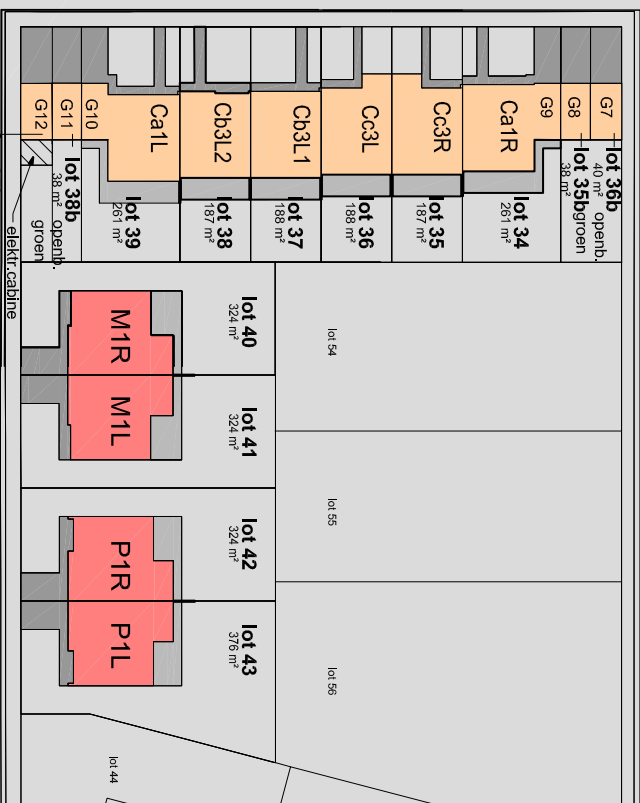 G12
G11
G10
Ca1L
Cb3L2
Cb3L1
Cc3L
Cc3R
Ca1R
G9
G8
G7
lot 38b
38 m²
openb.
groen
elektr.cabine
lot 39
261 m²
lot 38
187 m²
lot 37
188 m²
lot 36
188 m²
lot 35
187 m²
lot 34
261 m²
lot 35b
38 m²
groen
lot 36b
40 m²
openb.
M1R
M1L
lot 40
324 m²
lot 41
324 m²
lot 54
P1R
P1L
lot 42
324 m²
lot 43
376 m²
lot 55
lot 56
lot 44